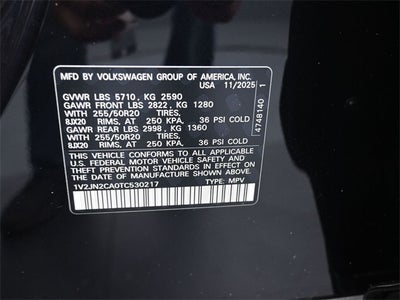 MFD BY VOLKSWAGEN GROUP OF AMERICA, INC.
USA 11/2025 1
GVWR LBS 5710, KG 2590
GAWR FRONT LBS 2822, KG 1280
WITH 255/50R20 TIRES,
8JX20 RIMS, AT 250 KPA, 36 PSI COLD
GAWR REAR LBS 2998, KG 1360
WITH 255/50R20 TIRES,
8JX20 RIMS, AT 250 KPA, 36 PSI COLD
THIS VEHICLE CONFORMS TO ALL APPLICABLE
U.S. FEDERAL MOTOR VEHICLE SAFETY AND
THEFT PREVENTION STANDARDS IN EFFECT ON
THE DATE OF MANUFACTURE SHOWN ABOVE.
1V2JN2CA0TC530217 TYPE: MPV
4748140